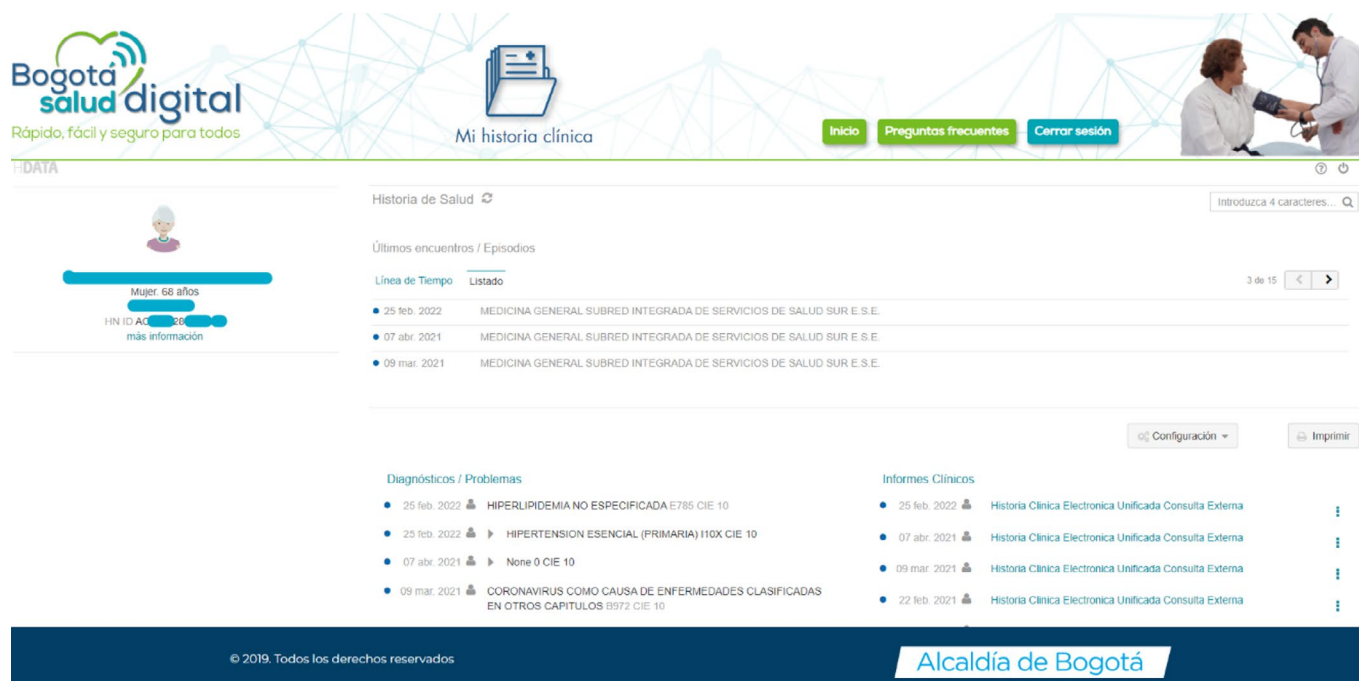 Bogotá
salud digital
Rápido, fácil y seguro para todos
Mi historia clínica
Inicio
Preguntas frecuentes
Cerrar sesión
HDATA
Mujer. 68 años
HN ID AC 28
más información
Historia de Salud
Introduzca 4 caracteres...
Últimos encuentros / Episodios
Línea de Tiempo
Listado
3 de 15
25 feb. 2022 MEDICINA GENERAL SUBRED INTEGRADA DE SERVICIOS DE SALUD SUR E.S.E.
07 abr. 2021 MEDICINA GENERAL SUBRED INTEGRADA DE SERVICIOS DE SALUD SUR E.S.E.
09 mar. 2021 MEDICINA GENERAL SUBRED INTEGRADA DE SERVICIOS DE SALUD SUR E.S.E.
Configuración
Imprimir
Diagnósticos / Problemas
25 feb. 2022 HIPERLIPIDEMIA NO ESPECIFICADA E785 CIE 10
25 feb. 2022 HIPERTENSION ESENCIAL (PRIMARIA) I10X CIE 10
07 abr. 2021 None 0 CIE 10
09 mar. 2021 CORONAVIRUS COMO CAUSA DE ENFERMEDADES CLASIFICADAS
EN OTROS CAPITULOS B972 CIE 10
Informes Clínicos
25 feb. 2022 Historia Clinica Electronica Unificada Consulta Externa
07 abr. 2021 Historia Clinica Electronica Unificada Consulta Externa
09 mar. 2021 Historia Clinica Electronica Unificada Consulta Externa
22 feb. 2021 Historia Clinica Electronica Unificada Consulta Externa
© 2019. Todos los derechos reservados
Alcaldía de Bogotá